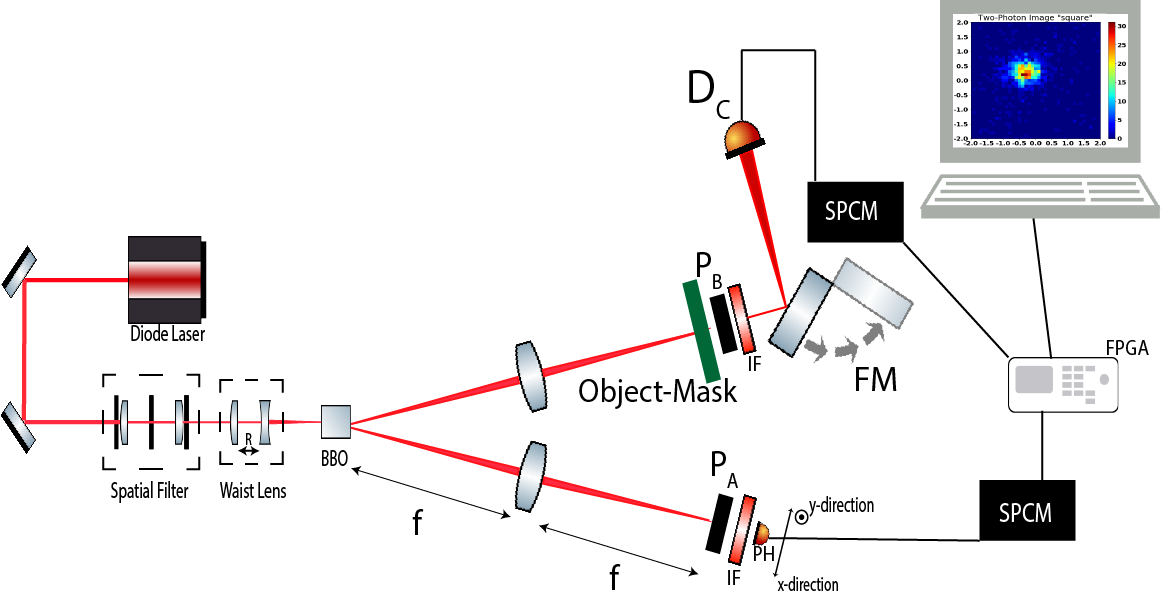 Two-Photon Image "square"
2.0
1.5
1.0
0.5
0.0
-0.5
-1.0
-1.5
-2.0
-2.0 -1.5 -1.0 -0.5 0.0 0.5 1.0 1.5 2.0
30
25
20
15
10
5
0
D C
SPCM
Diode Laser
P B
IF
FM
Object-Mask
FPGA
R
BBO
Spatial Filter
Waist Lens
f
f
P A
IF
PH
y-direction
x-direction
SPCM